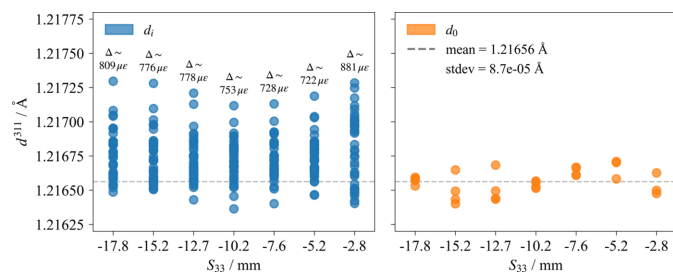 d_i
Δ ~
809 με
Δ ~
776 με
Δ ~
778 με
Δ ~
753 με
Δ ~
728 με
Δ ~
722 με
Δ ~
881 με
1.21775
1.21750
1.21725
1.21700
1.21675
1.21650
1.21625
d^311 / Å
-17.8 -15.2 -12.7 -10.2 -7.6 -5.2 -2.8
S_33 / mm
d_0
mean = 1.21656 Å
stdev = 8.7e-05 Å
-17.8 -15.2 -12.7 -10.2 -7.6 -5.2 -2.8
S_33 / mm